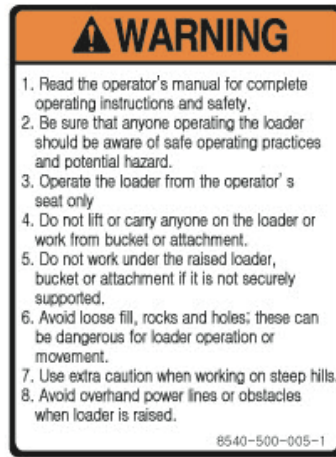 WARNING
1. Read the operator's manual for complete
operating instructions and safety.
2. Be sure that anyone operating the loader
should be aware of safe operating practices
and potential hazard.
3. Operate the loader from the operator' s
seat only
4. Do not lift or carry anyone on the loader or
work from bucket or attachment.
5. Do not work under the raised loader,
bucket or attachment if it is not securely
supported.
6. Avoid loose fill, rocks and holes; these can
be dangerous for loader operation or
movement.
7. Use extra caution when working on steep hills.
8. Avoid overhand power lines or obstacles
when loader is raised.
8540-500-005-1